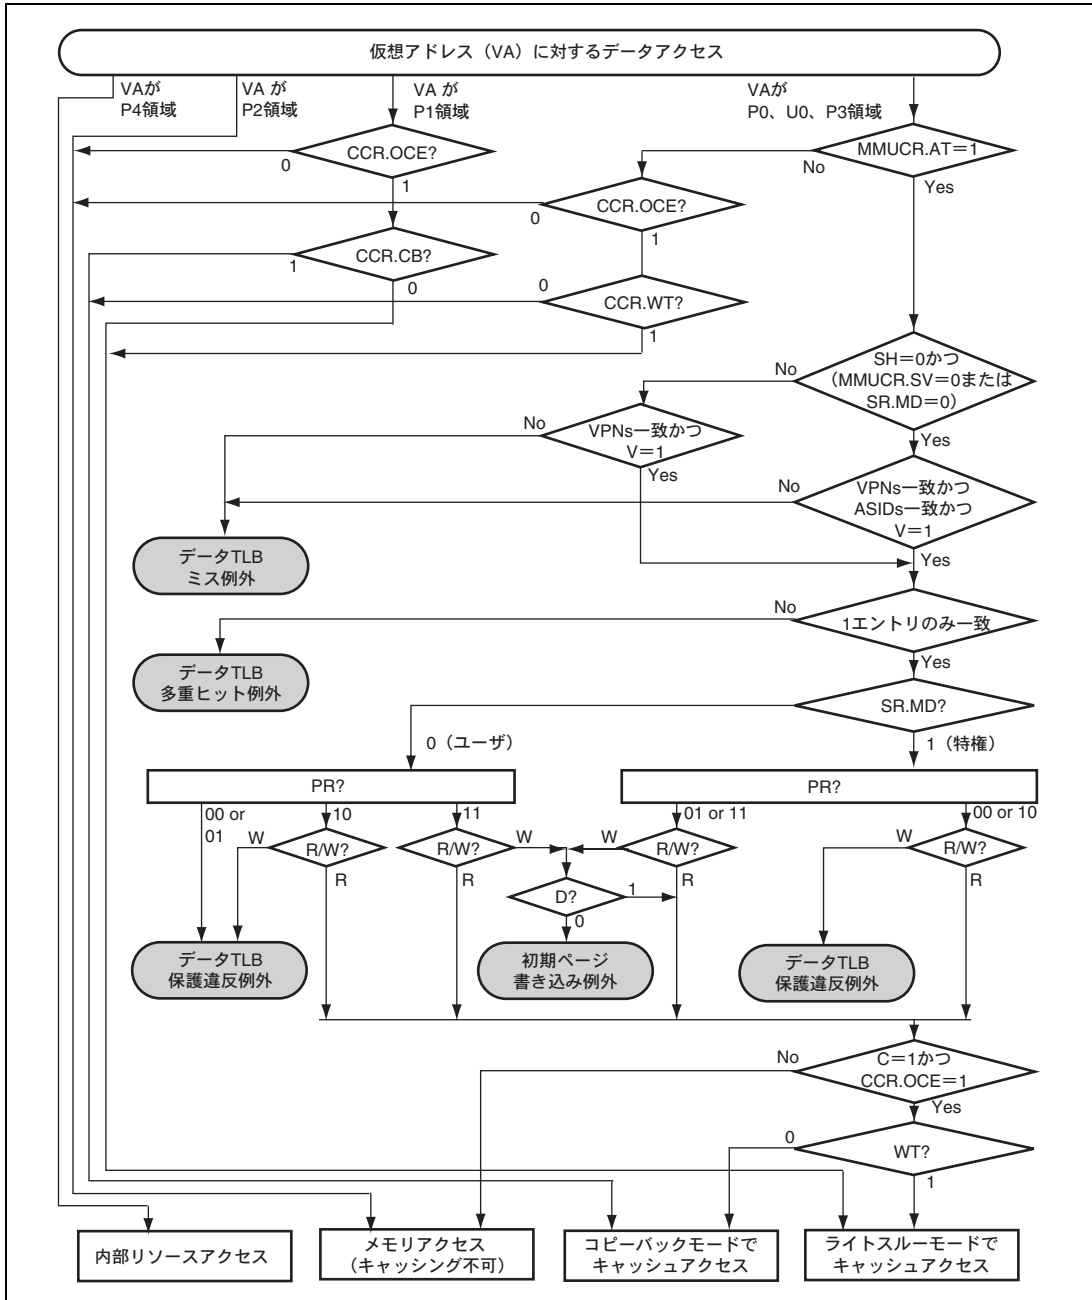 仮想アドレス（VA）に対するデータアクセス
VAが
P4領域
VA が
P2領域
VA が
P1領域
VAが
P0、U0、P3領域
CCR.OCE?
0
1
MMUCR.AT＝1
No
Yes
CCR.OCE?
0
1
CCR.CB?
1
0
CCR.WT?
0
1
SH＝0かつ
（MMUCR.SV＝0または
SR.MD＝0）
No
Yes
VPNs一致かつ
V＝1
No
Yes
VPNs一致かつ
ASIDs一致かつ
V＝1
No
Yes
データTLB
ミス例外
1エントリのみ一致
No
Yes
データTLB
多重ヒット例外
SR.MD?
0（ユーザ）
1（特権）
PR?
PR?
00 or
01
10
11
01 or 11
00 or 10
W
R/W?
R
R/W?
W
R
W
R/W?
R
W
R/W?
R
D?
1
0
データTLB
保護違反例外
初期ページ
書き込み例外
データTLB
保護違反例外
C＝1かつ
CCR.OCE＝1
No
Yes
WT?
0
1
内部リソースアクセス
メモリアクセス
（キャッシング不可）
コピーバックモードで
キャッシュアクセス
ライトスルーモードで
キャッシュアクセス